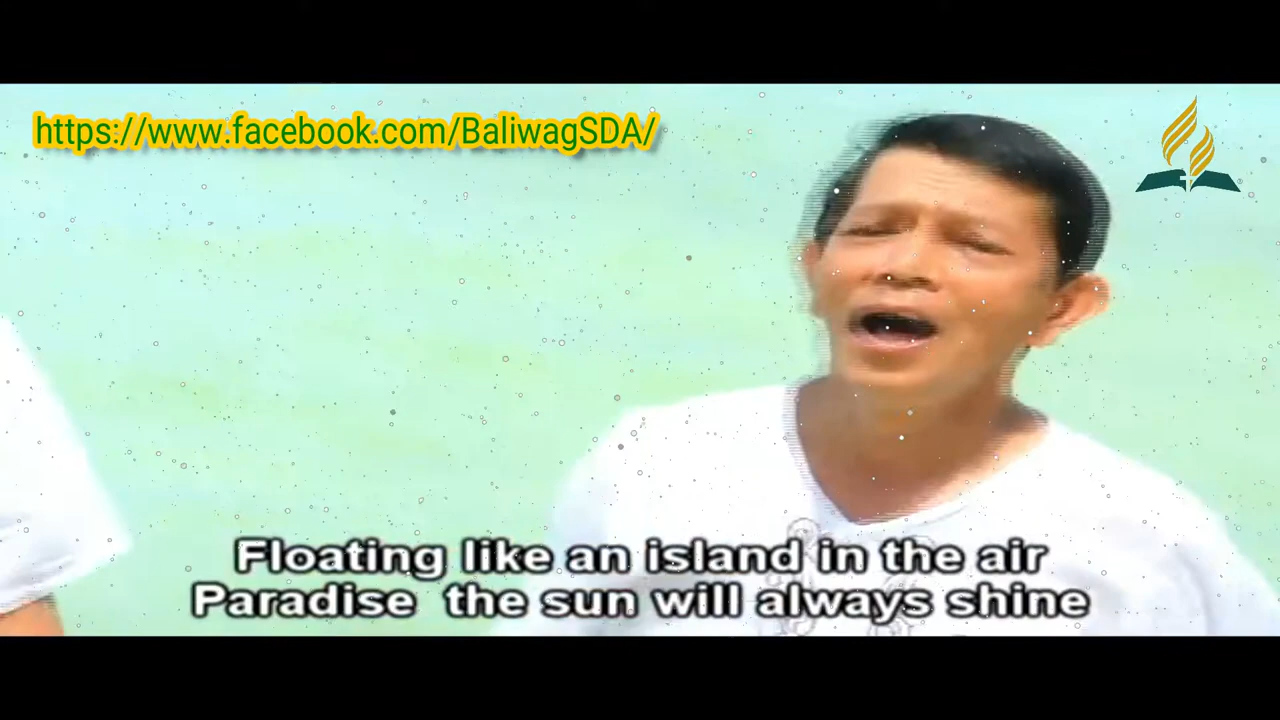 https://www.facebook.com/BaliwagSDA/
Floating like an island in the air
Paradise the sun will always shine